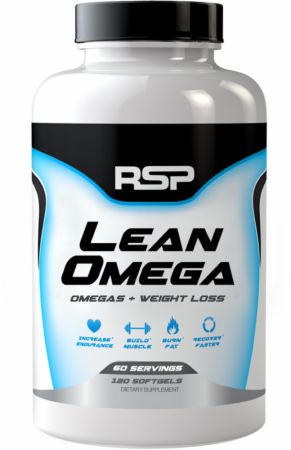 RSP
LEAN
OMEGA
OMEGAS + WEIGHT LOSS
INCREASE* ENDURANCE
BUILD* MUSCLE
BURN* FAT
RECOVER* FASTER
60 SERVINGS
120 SOFTGELS
DIETARY SUPPLEMENT